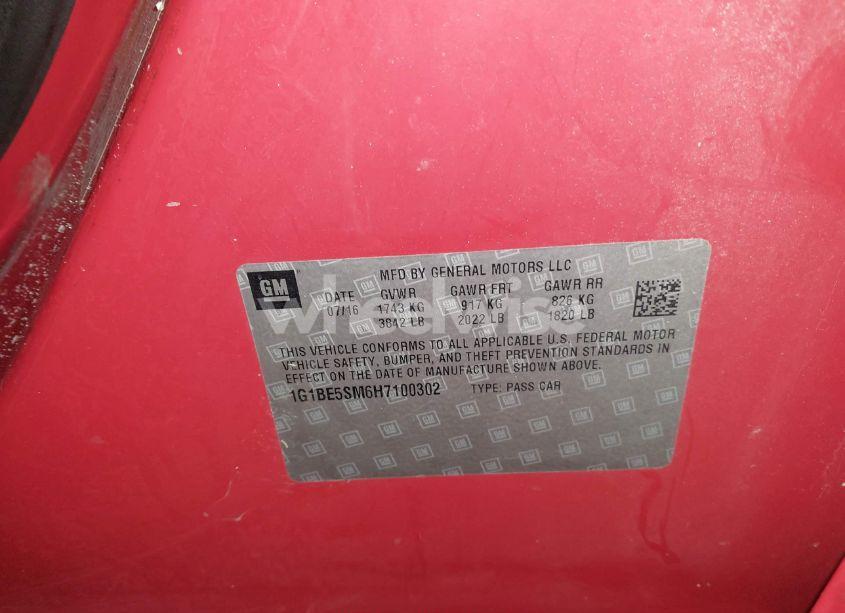 GM
MFD BY GENERAL MOTORS LLC
DATE GVWR GAWR FRT GAWR RR
07/16 1743 KG 917 KG 826 KG
3842 LB 2022 LB 1820 LB
wheelwise
THIS VEHICLE CONFORMS TO ALL APPLICABLE U.S. FEDERAL MOTOR
VEHICLE SAFETY, BUMPER, AND THEFT PREVENTION STANDARDS IN
EFFECT ON THE DATE OF MANUFACTURE SHOWN ABOVE.
1G1BE5SM6H7100302 TYPE: PASS CAR